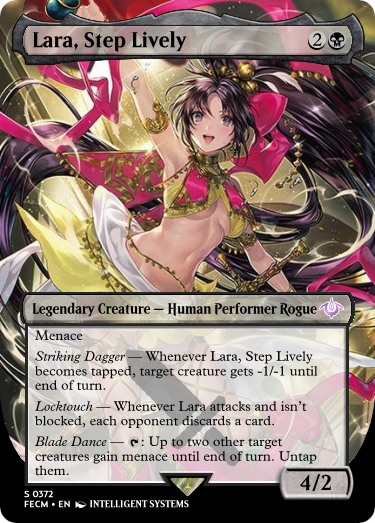 Lara, Step Lively
2
Legendary Creature — Human Performer Rogue
Menace
Striking Dagger — Whenever Lara, Step Lively
becomes tapped, target creature gets -1/-1 until
end of turn.
Locktouch — Whenever Lara attacks and isn't
blocked, each opponent discards a card.
Blade Dance — : Up to two other target
creatures gain menace until end of turn. Untap
them.
4/2
S 0372
FECM • EN INTELLIGENT SYSTEMS